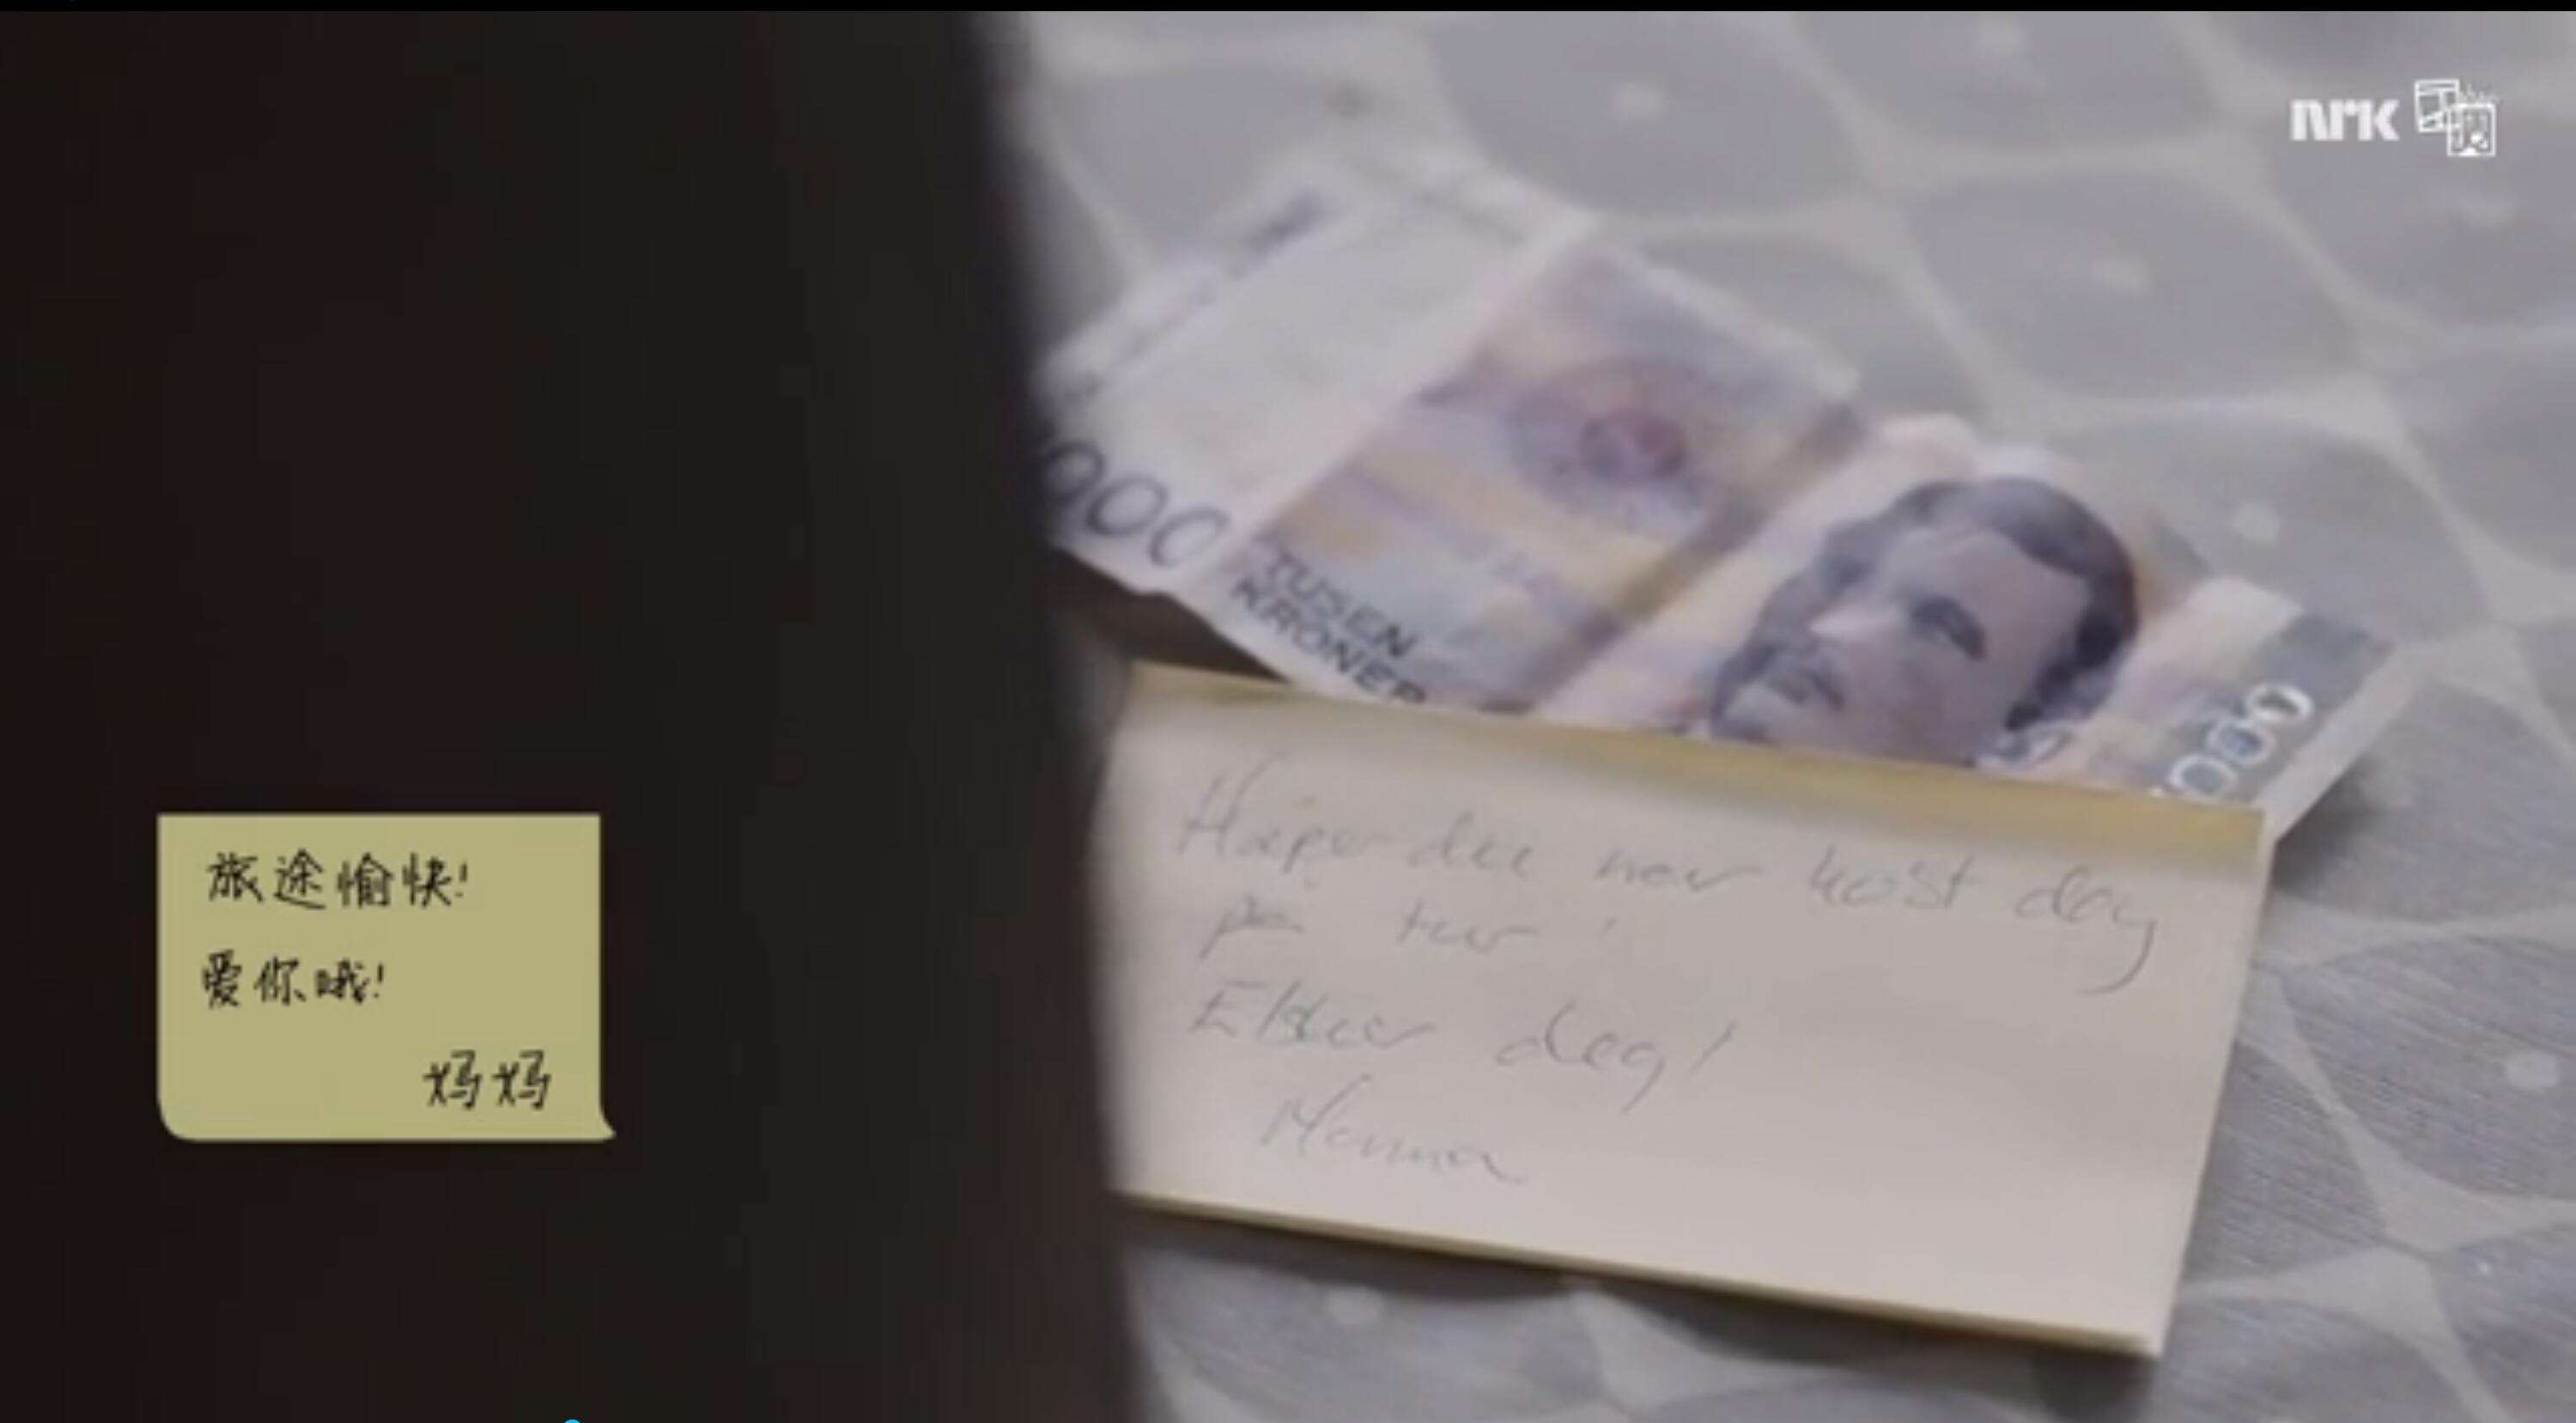 nrk
000
TUSEN
KRONER
1000
Håper du har kost deg
på tur!
Elsker deg!
Mamma
旅途愉快!
爱你哦!
妈妈